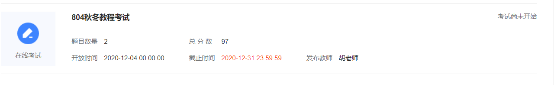 804秋冬教程考试
考试尚未开始
题目数量 2 总 分 数 97
在线考试
开放时间 2020-12-04 00:00:00 截止时间 2020-12-31 23:59:59 发布教师 胡老师